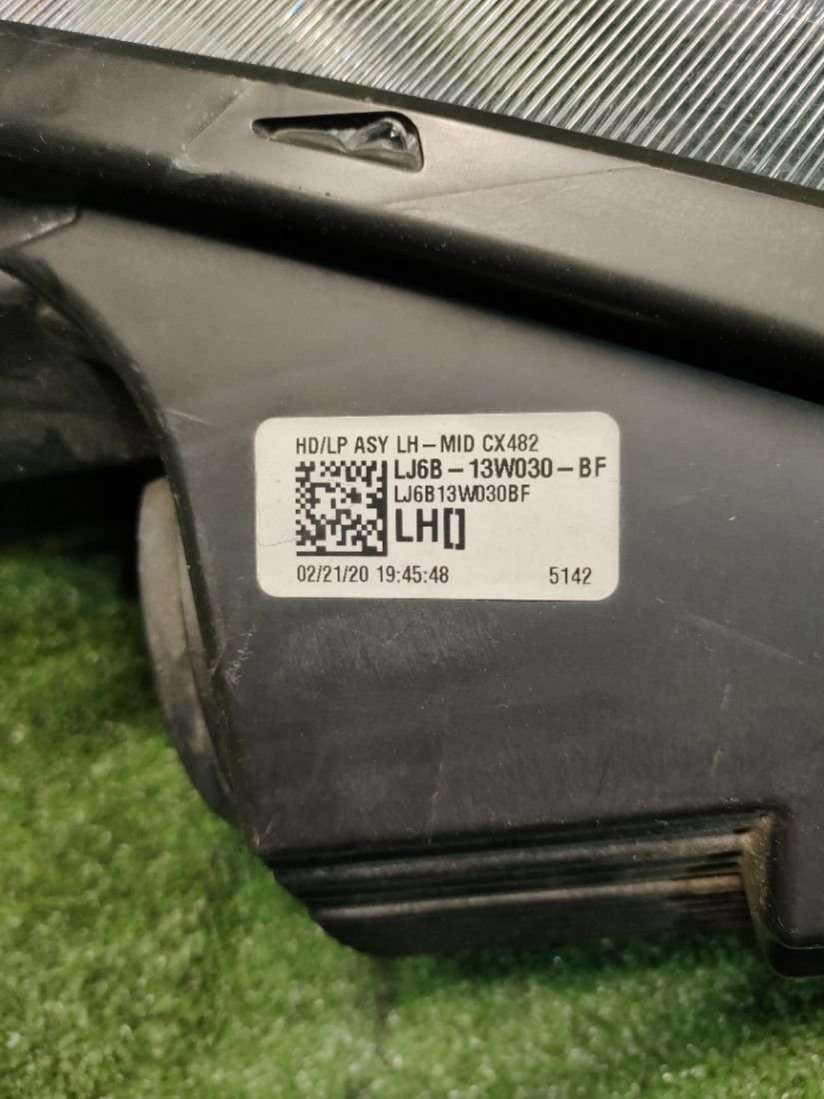 HD/LP ASY LH-MID CX482
LJ6B-13W030-BF
LJ6B13W030BF
LH[]
02/21/20 19:45:48 5142